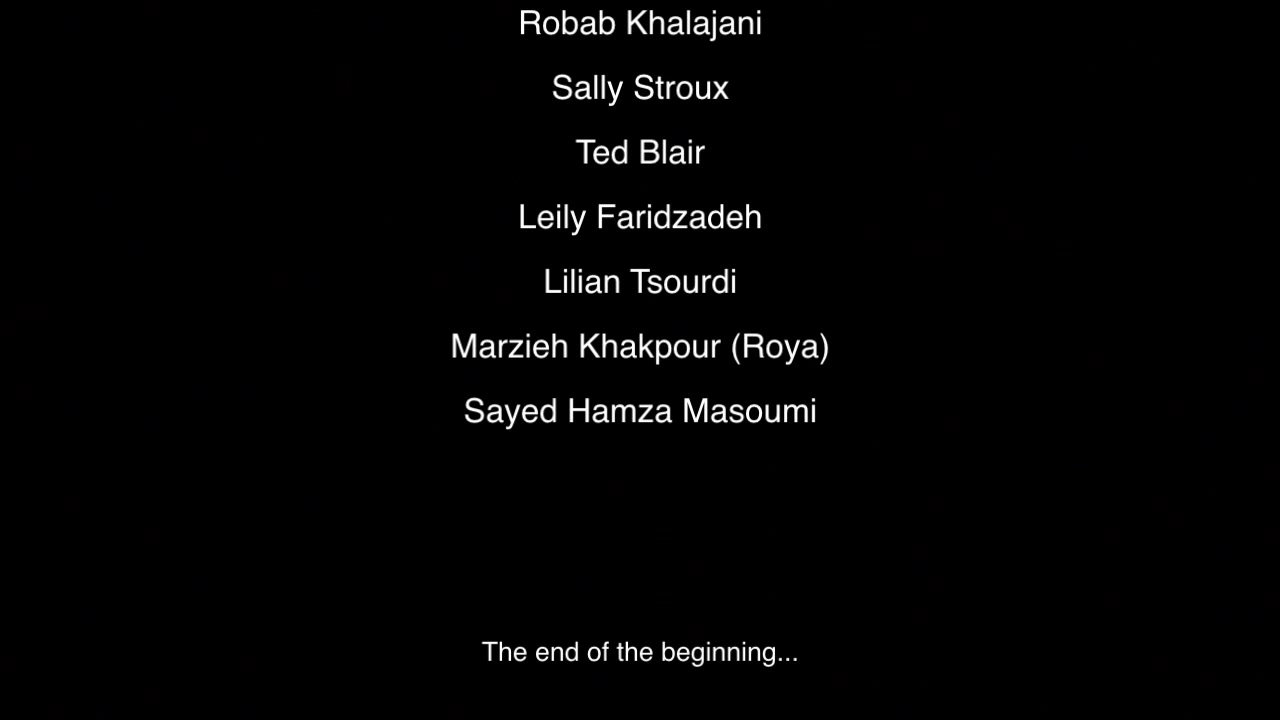 Robab Khalajani
Sally Stroux
Ted Blair
Leily Faridzadeh
Lilian Tsourdi
Marzieh Khakpour (Roya)
Sayed Hamza Masoumi
The end of the beginning...